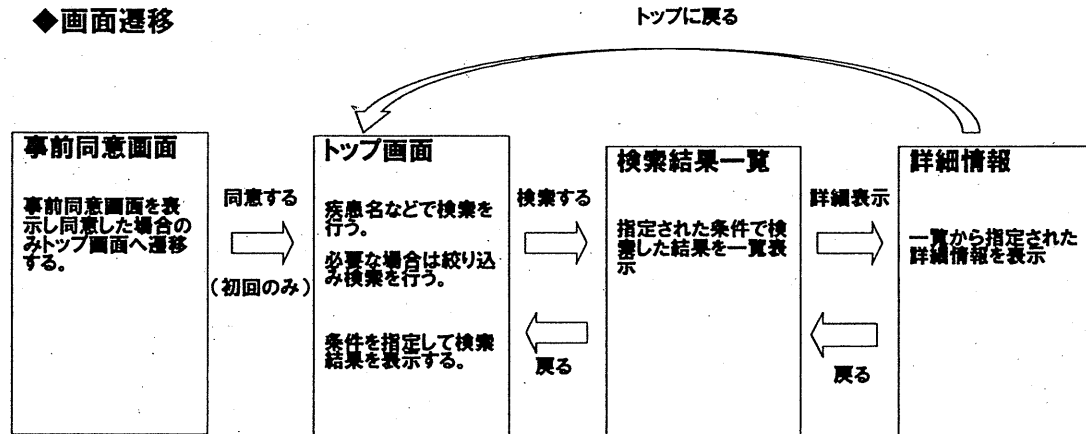 ◆画面遷移
トップに戻る
事前同意画面
事前同意画面を表
示し同意した場合の
みトップ画面へ遷移
する。
同意する
(初回のみ)
トップ画面
疾患名などで検索を
行う。
必要な場合は絞り込
み検索を行う。
条件を指定して検索
結果を表示する。
検索する
戻る
検索結果一覧
指定された条件で検
索した結果を一覧表
示
詳細表示
戻る
詳細情報
一覧から指定された
詳細情報を表示